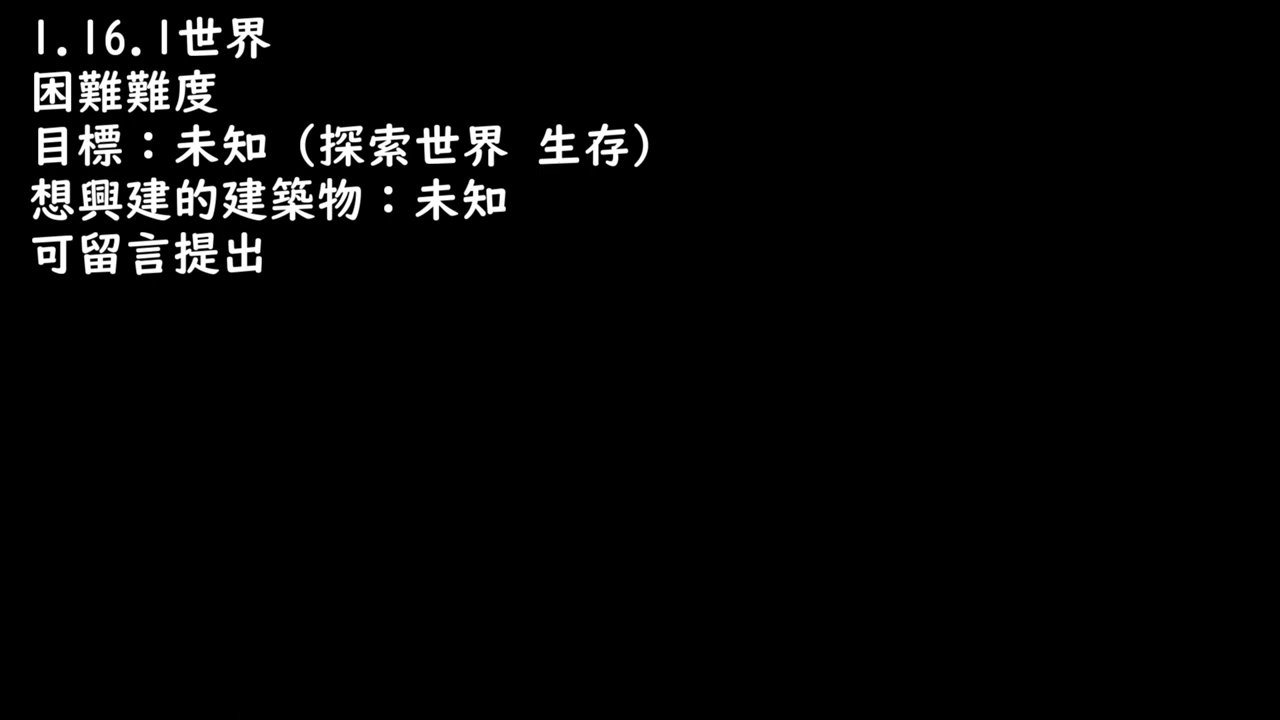 1.16.1世界
困難難度
目標：未知（探索世界 生存）
想興建的建築物：未知
可留言提出